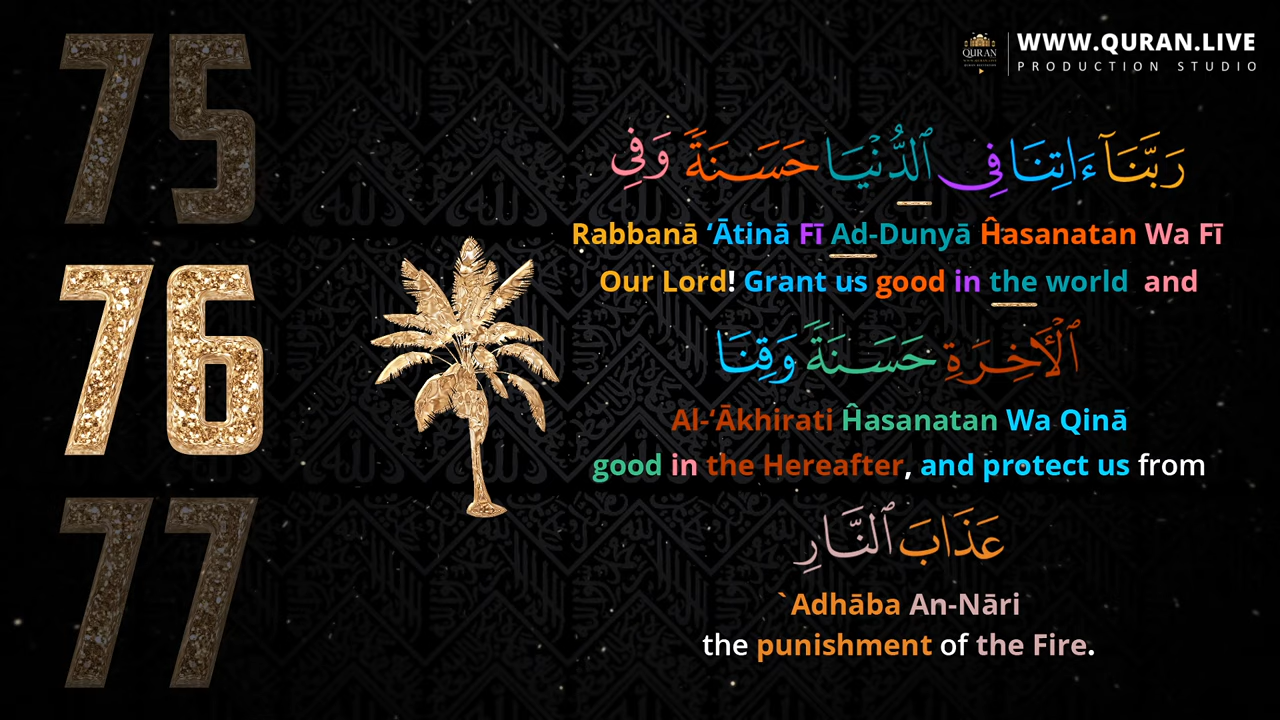 75
76
77
QURAN
WWW.QURAN.LIVE
PRODUCTION STUDIO
رَبَّنَآ ءَاتِنَا فِى ٱلدُّنْيَا حَسَنَةً وَفِى
Rabbanā ‘Ātinā Fī Ad-Dunyā Ĥasanatan Wa Fī
Our Lord! Grant us good in the world and
ٱلْأَخِرَةِ حَسَنَةً وَقِنَا
Al-‘Ākhirati Ĥasanatan Wa Qinā
good in the Hereafter, and protect us from
عَذَابَ ٱلنَّارِ
`Adhāba An-Nāri
the punishment of the Fire.